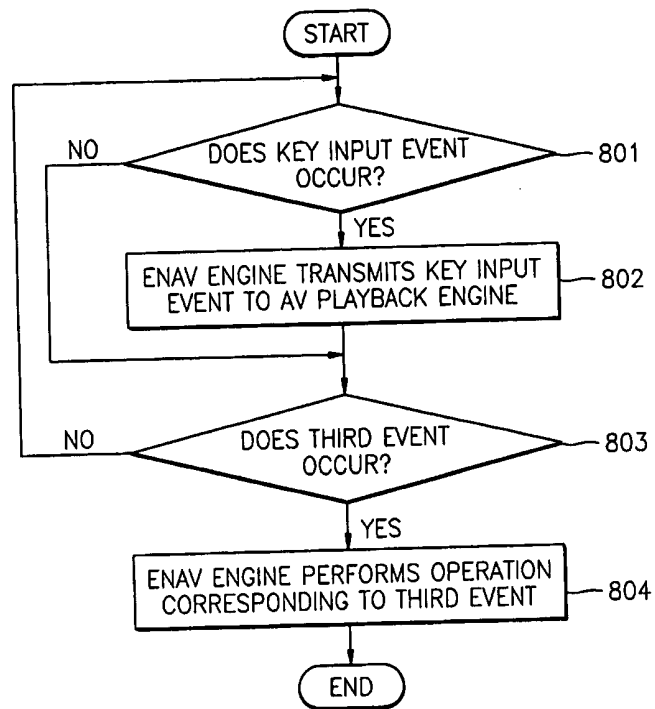 START
NO
DOES KEY INPUT EVENT
OCCUR?
801
YES
ENAV ENGINE TRANSMITS KEY INPUT
EVENT TO AV PLAYBACK ENGINE
802
NO
DOES THIRD EVENT
OCCUR?
803
YES
ENAV ENGINE PERFORMS OPERATION
CORRESPONDING TO THIRD EVENT
804
END